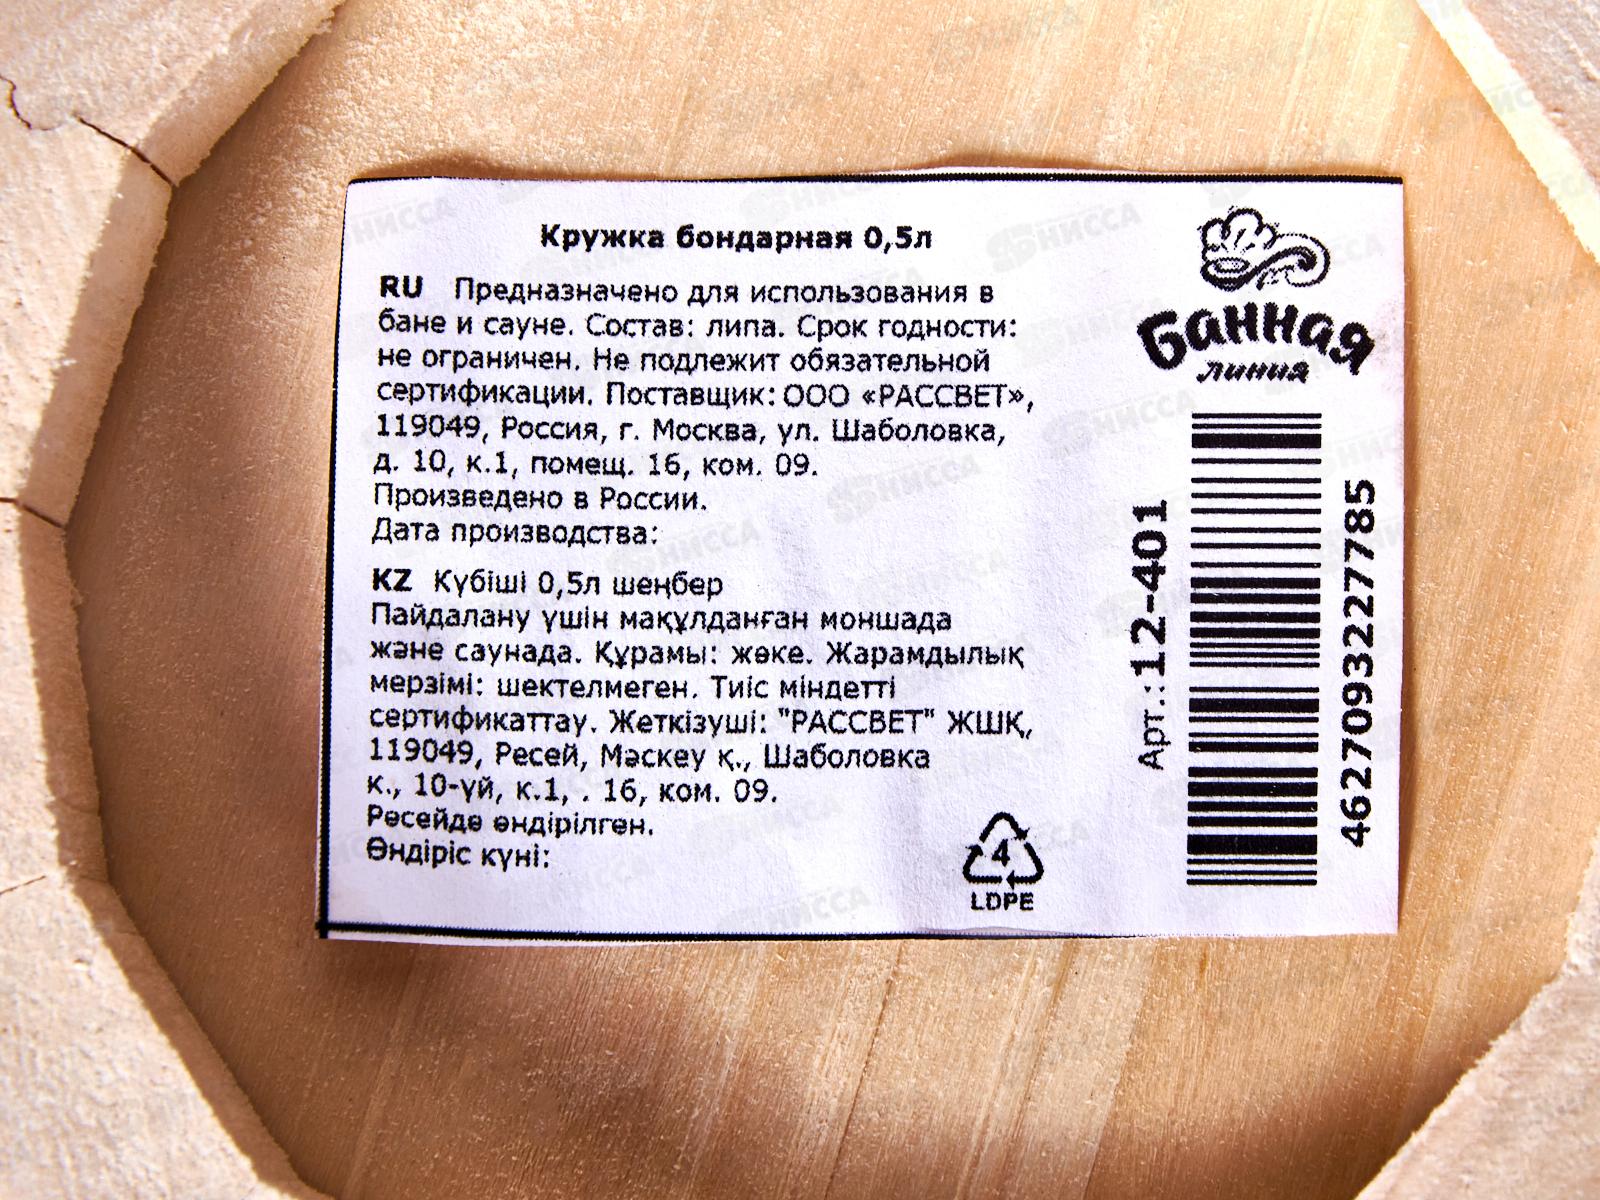 Кружка бондарная 0,5л
RU Предназначено для использования в
бане и сауне. Состав: липа. Срок годности:
не ограничен. Не подлежит обязательной
сертификации. Поставщик: ООО «РАССВЕТ»,
119049, Россия, г. Москва, ул. Шаболовка,
д. 10, к.1, помещ. 16, ком. 09.
Произведено в России.
Дата производства:
KZ Күбіші 0,5л шеңбер
Пайдалану үшін мақұлданған моншада
және саунада. Құрамы: жөке. Жарамдылық
мерзімі: шектелмеген. Тиіс міндетті
сертификаттау. Жеткізуші: "РАССВЕТ" ЖШҚ,
119049, Ресей, Мәскеу қ., Шаболовка
к., 10-үй, к.1, . 16, ком. 09.
Рәсейдә өндірілгән.
Өндіріс күні:
4
LDPE
Банная
линия
Арт.:12-401
4627093227785
НИССА